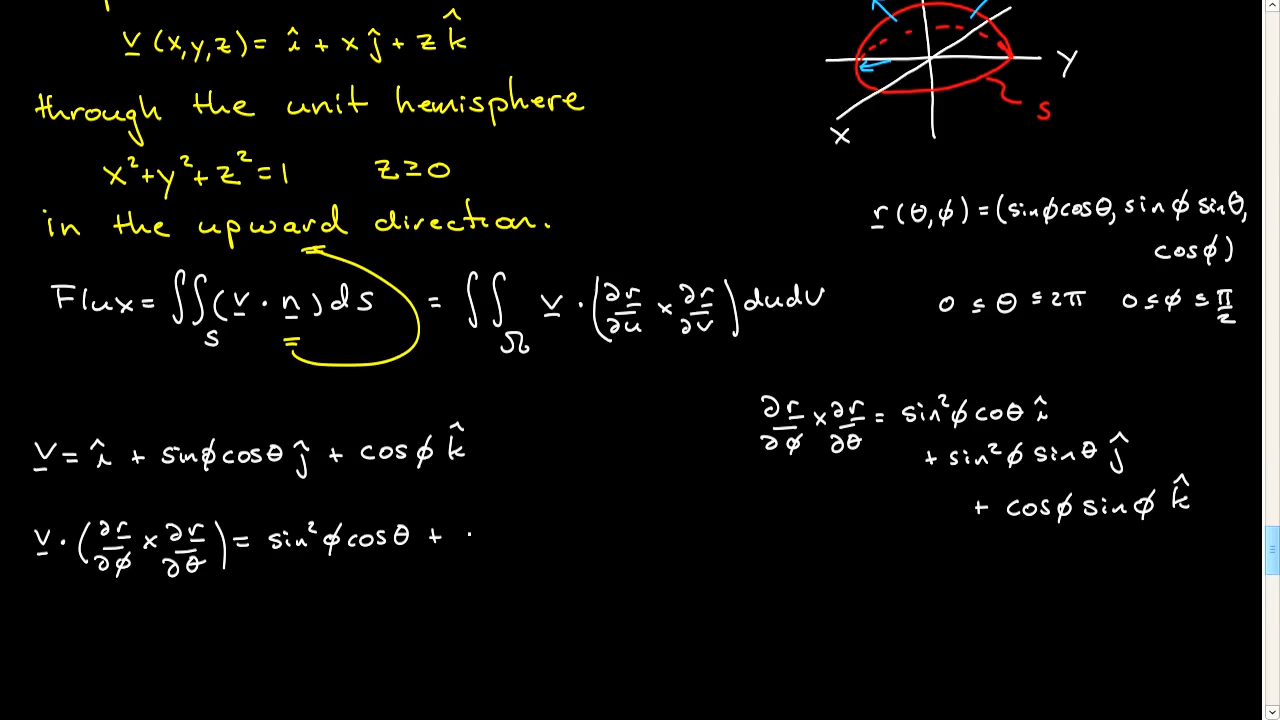 v (x,y,z) = î + x ĵ + z k̂
through the unit hemisphere
x² + y² + z² = 1 z ≥ 0
in the upward direction.
Flux = ∬_S (v · n) dS = ∬_Ω v · (∂r/∂u × ∂r/∂v) du dv
v = î + sinϕ cosθ ĵ + cosϕ k̂
v · (∂r/∂ϕ × ∂r/∂θ) = sin²ϕ cosθ + .
Y
X
S
r (θ,ϕ) = (sinϕ cosθ, sinϕ sinθ,
cosϕ)
0 ≤ θ ≤ 2π 0 ≤ ϕ ≤ π/2
∂r/∂ϕ × ∂r/∂θ = sin²ϕ coθ î
+ sin²ϕ sinθ ĵ
+ cosϕ sinϕ k̂